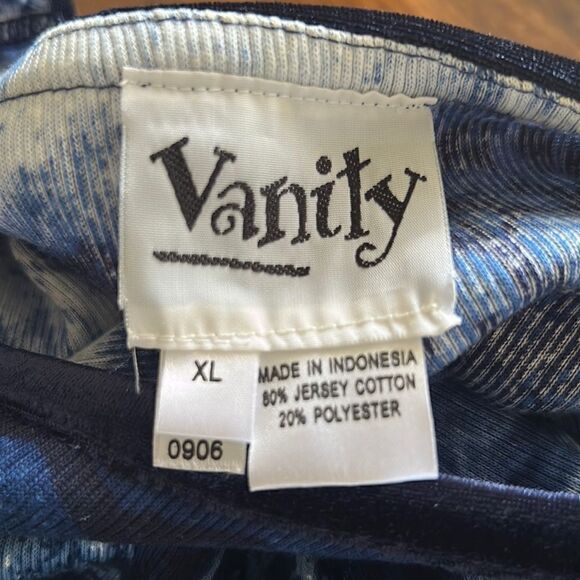 Vanity
XL
0906
MADE IN INDONESIA
80% JERSEY COTTON
20% POLYESTER